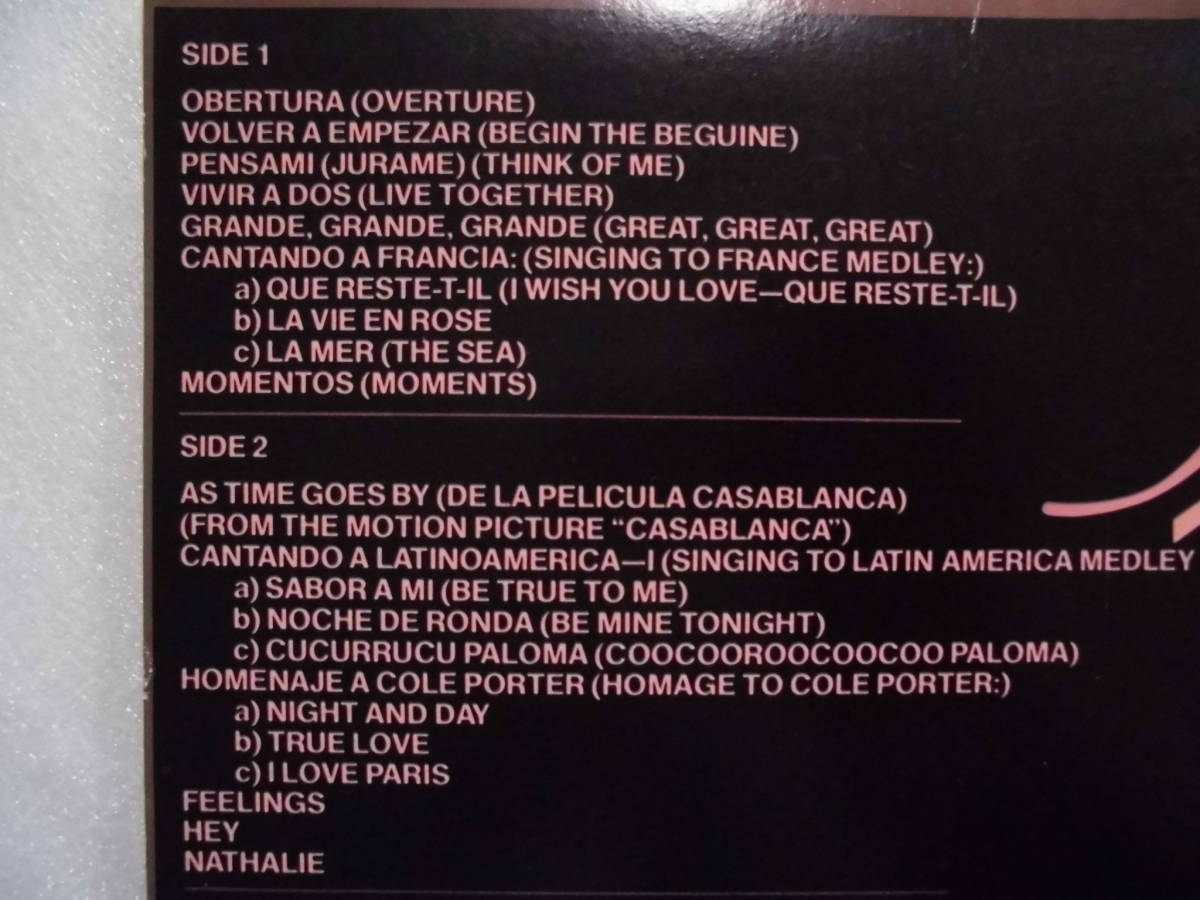 SIDE 1
OBERTURA (OVERTURE)
VOLVER A EMPEZAR (BEGIN THE BEGUINE)
PENSAMI (JURAME) (THINK OF ME)
VIVIR A DOS (LIVE TOGETHER)
GRANDE, GRANDE, GRANDE (GREAT, GREAT, GREAT)
CANTANDO A FRANCIA: (SINGING TO FRANCE MEDLEY:)
a) QUE RESTE-T-IL (I WISH YOU LOVE—QUE RESTE-T-IL)
b) LA VIE EN ROSE
c) LA MER (THE SEA)
MOMENTOS (MOMENTS)
SIDE 2
AS TIME GOES BY (DE LA PELICULA CASABLANCA)
(FROM THE MOTION PICTURE “CASABLANCA”)
CANTANDO A LATINOAMERICA—I (SINGING TO LATIN AMERICA MEDLEY
a) SABOR A MI (BE TRUE TO ME)
b) NOCHE DE RONDA (BE MINE TONIGHT)
c) CUCURRUCU PALOMA (COOCOOROOCOOCOO PALOMA)
HOMENAJE A COLE PORTER (HOMAGE TO COLE PORTER:)
a) NIGHT AND DAY
b) TRUE LOVE
c) I LOVE PARIS
FEELINGS
HEY
NATHALIE